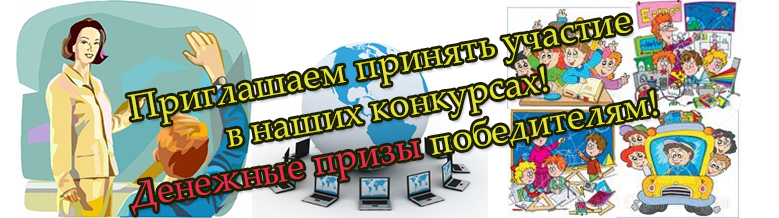 Приглашаем принять участие
в наших конкурсах!
Денежные призы победителям!